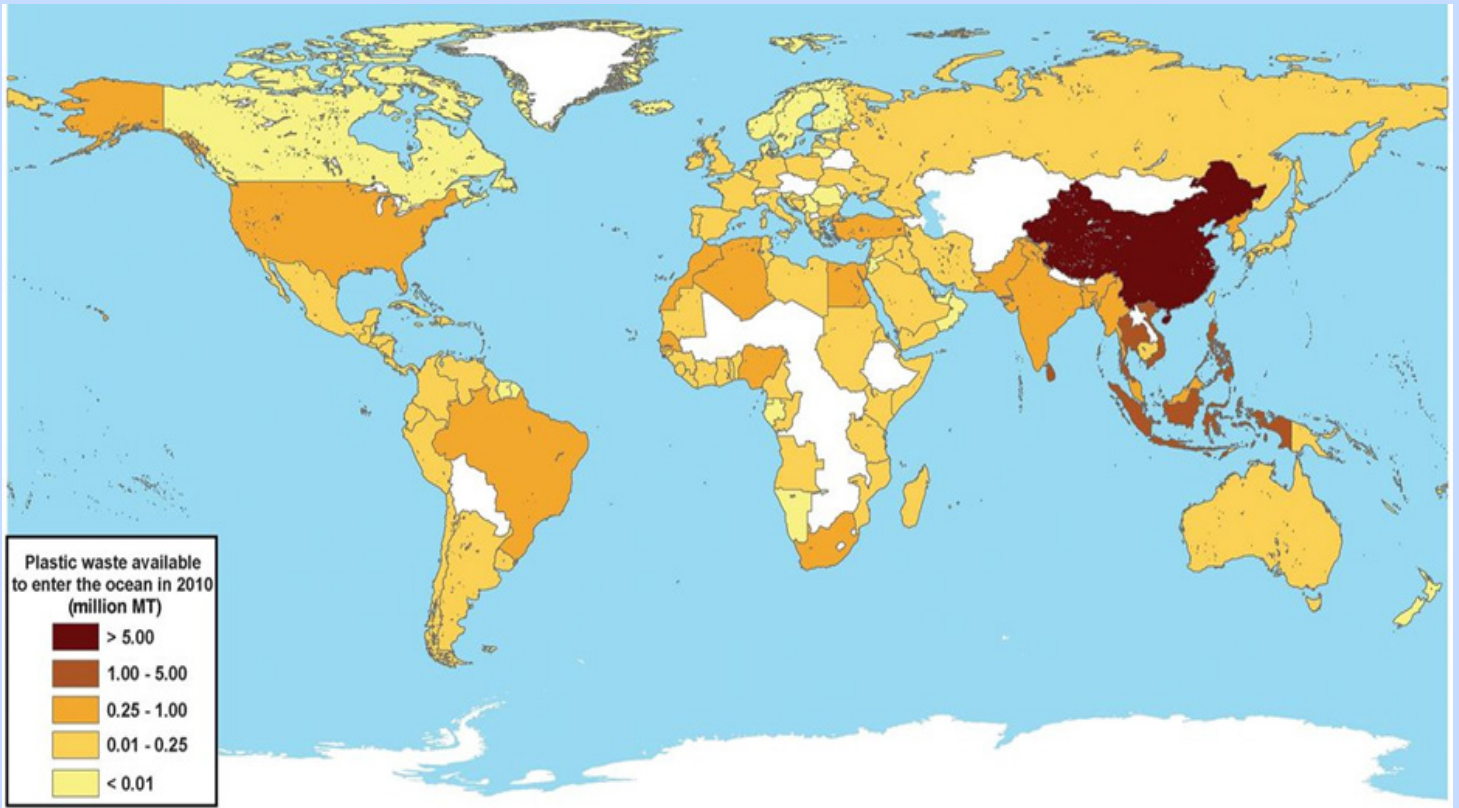 Plastic waste available
to enter the ocean in 2010
(million MT)
> 5.00
1.00 - 5.00
0.25 - 1.00
0.01 - 0.25
< 0.01